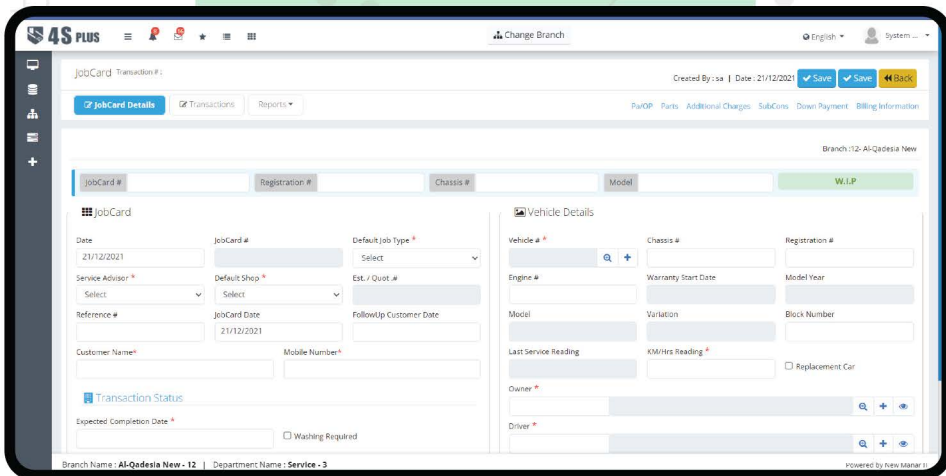 4S PLUS
Change Branch
English
System ...
JobCard Transaction # :
Created By : sa | Date : 21/12/2021
Save
Save
Back
JobCard Details
Transactions
Reports
Pa/OP Parts Additional Charges SubCons Down Payment Billing Information
Branch :12- Al-Qadesia New
JobCard #
Registration #
Chassis #
Model
W.I.P
JobCard
Date
JobCard #
Default Job Type *
21/12/2021
Select
Service Advisor *
Default Shop *
Est. / Quot .#
Select
Select
Reference #
JobCard Date
FollowUp Customer Date
21/12/2021
Customer Name*
Mobile Number*
Transaction Status
Expected Completion Date *
Washing Required
Vehicle Details
Vehicle # *
Chassis #
Registration #
Engine #
Warranty Start Date
Model Year
Model
Variation
Block Number
Last Service Reading
KM/Hrs Reading *
Replacement Car
Owner *
Driver *
Branch Name : Al-Qadesia New - 12 | Department Name : Service - 3
Powered by New Manar II